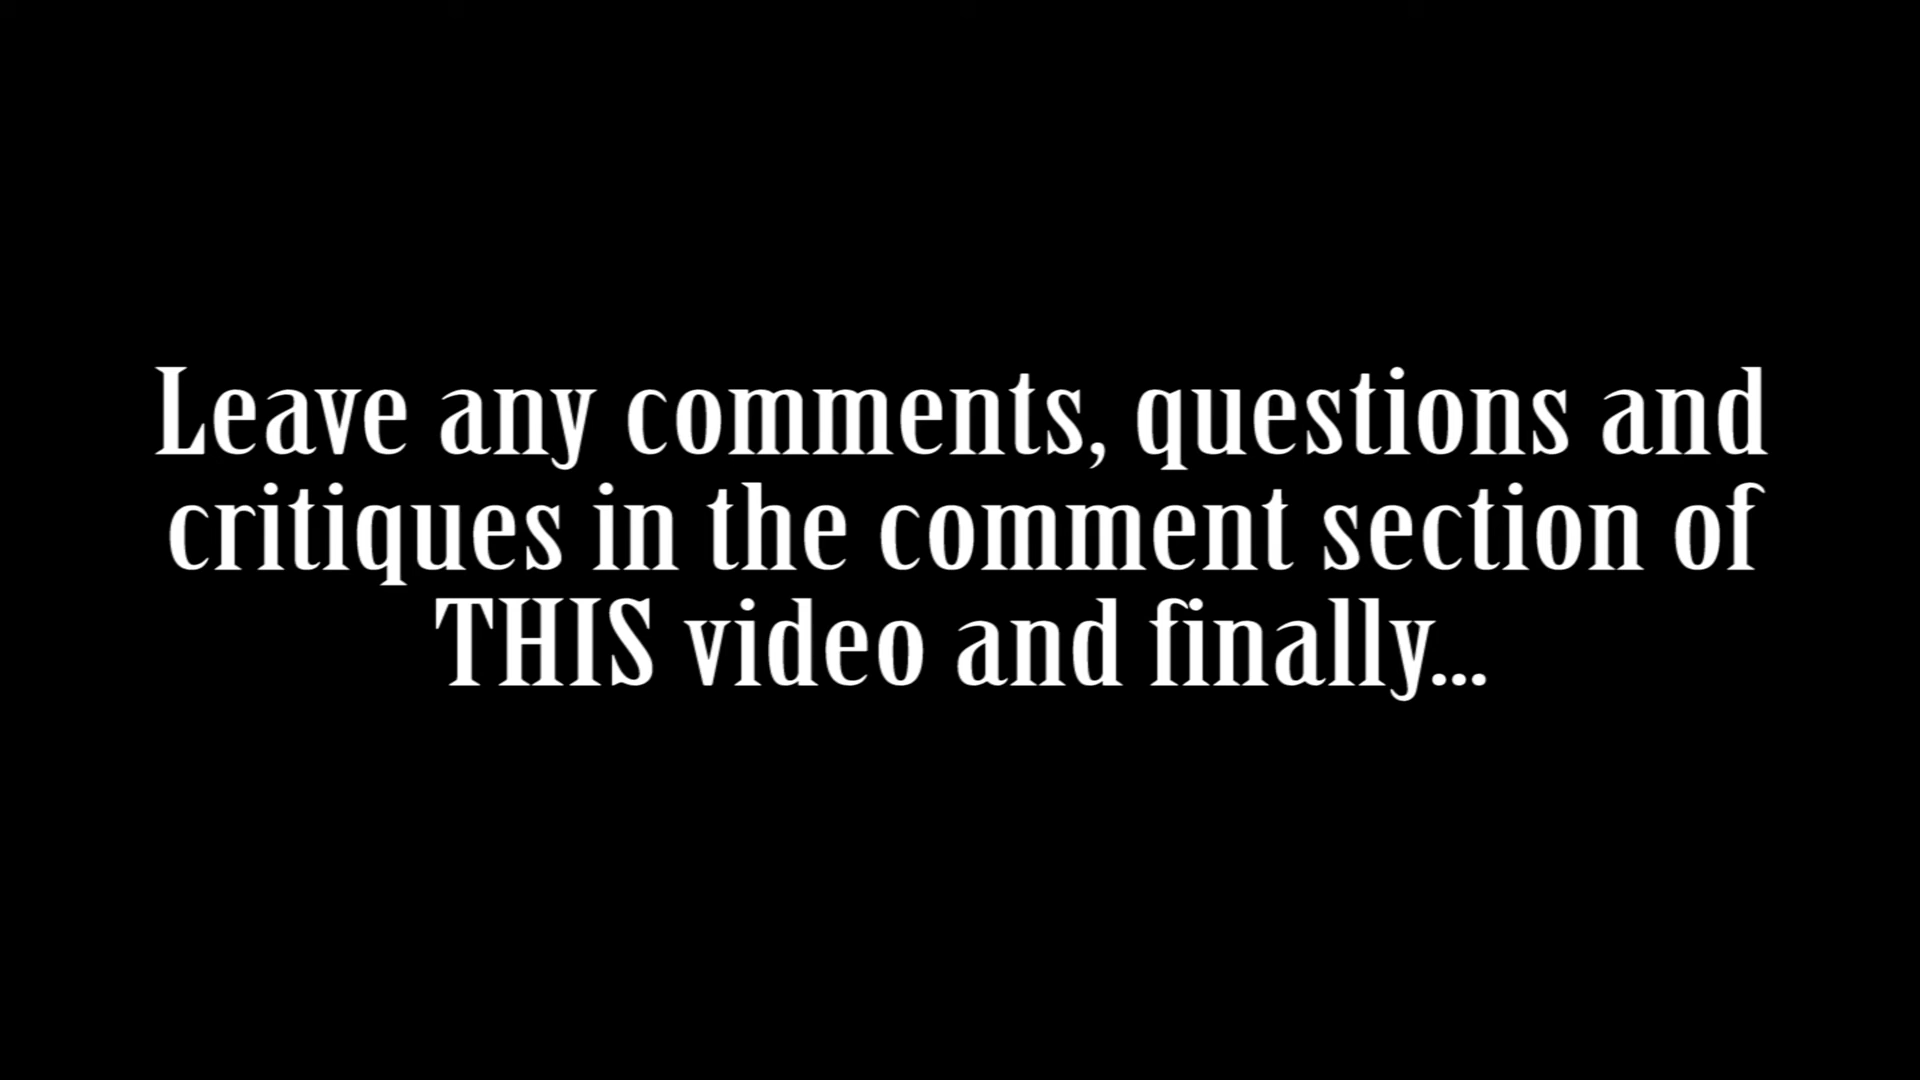 Leave any comments, questions and
critiques in the comment section of
THIS video and finally...